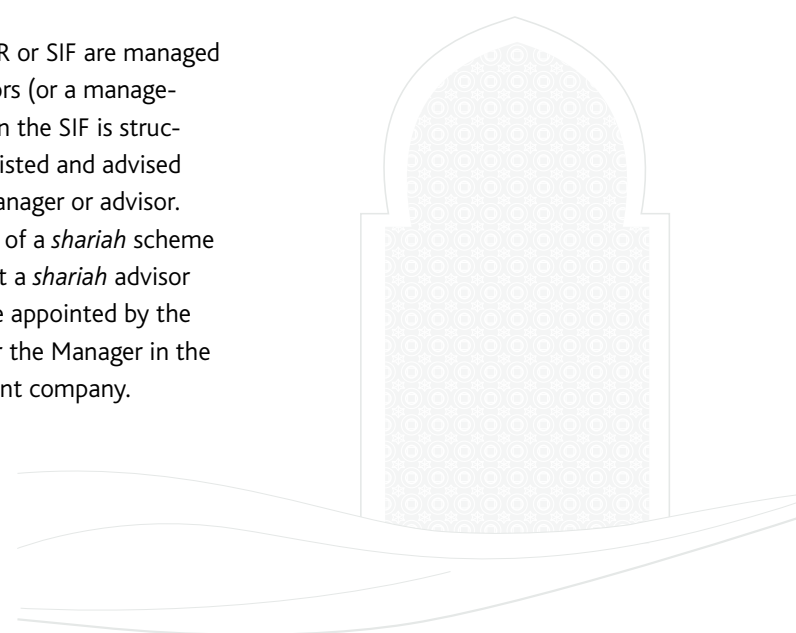 R or SIF are managed
ors (or a manage-
n the SIF is struc-
isted and advised
anager or advisor.
of a shariah scheme
t a shariah advisor
e appointed by the
r the Manager in the
nt company.